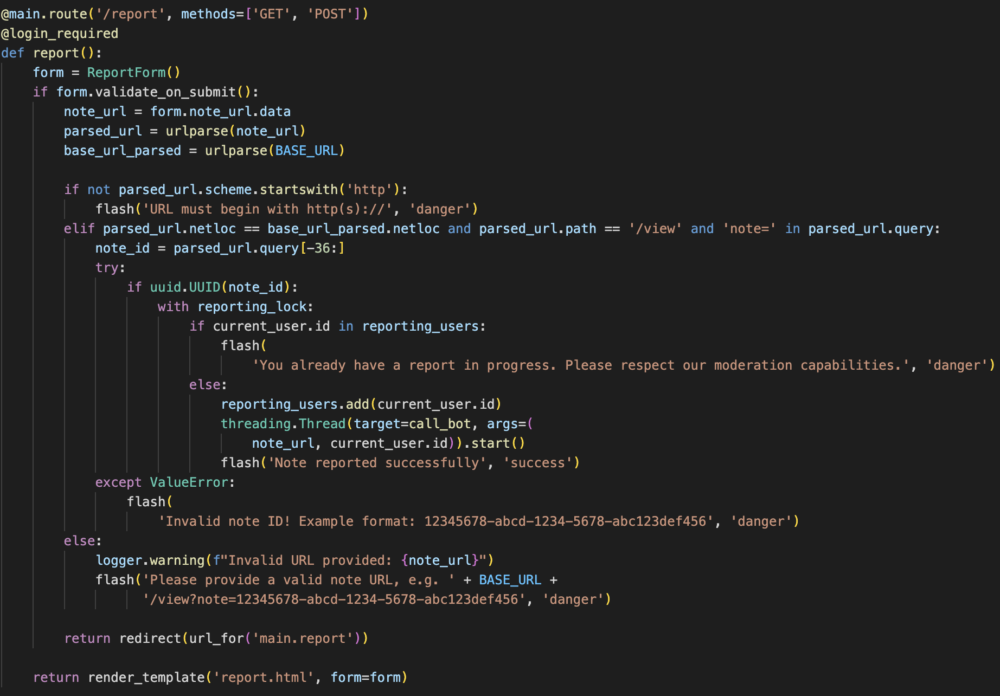 @main.route('/report', methods=['GET', 'POST'])
@login_required
def report():
    form = ReportForm()
    if form.validate_on_submit():
        note_url = form.note_url.data
        parsed_url = urlparse(note_url)
        base_url_parsed = urlparse(BASE_URL)

        if not parsed_url.scheme.startswith('http'):
            flash('URL must begin with http(s)://', 'danger')
        elif parsed_url.netloc == base_url_parsed.netloc and parsed_url.path == '/view' and 'note=' in parsed_url.query:
            note_id = parsed_url.query[-36:]
            try:
                if uuid.UUID(note_id):
                    with reporting_lock:
                        if current_user.id in reporting_users:
                            flash(
                                'You already have a report in progress. Please respect our moderation capabilities.', 'danger')
                        else:
                            reporting_users.add(current_user.id)
                            threading.Thread(target=call_bot, args=(
                                note_url, current_user.id)).start()
                            flash('Note reported successfully', 'success')
            except ValueError:
                flash(
                    'Invalid note ID! Example format: 12345678-abcd-1234-5678-abc123def456', 'danger')
        else:
            logger.warning(f"Invalid URL provided: {note_url}")
            flash('Please provide a valid note URL, e.g. ' + BASE_URL +
                  '/view?note=12345678-abcd-1234-5678-abc123def456', 'danger')

        return redirect(url_for('main.report'))

    return render_template('report.html', form=form)